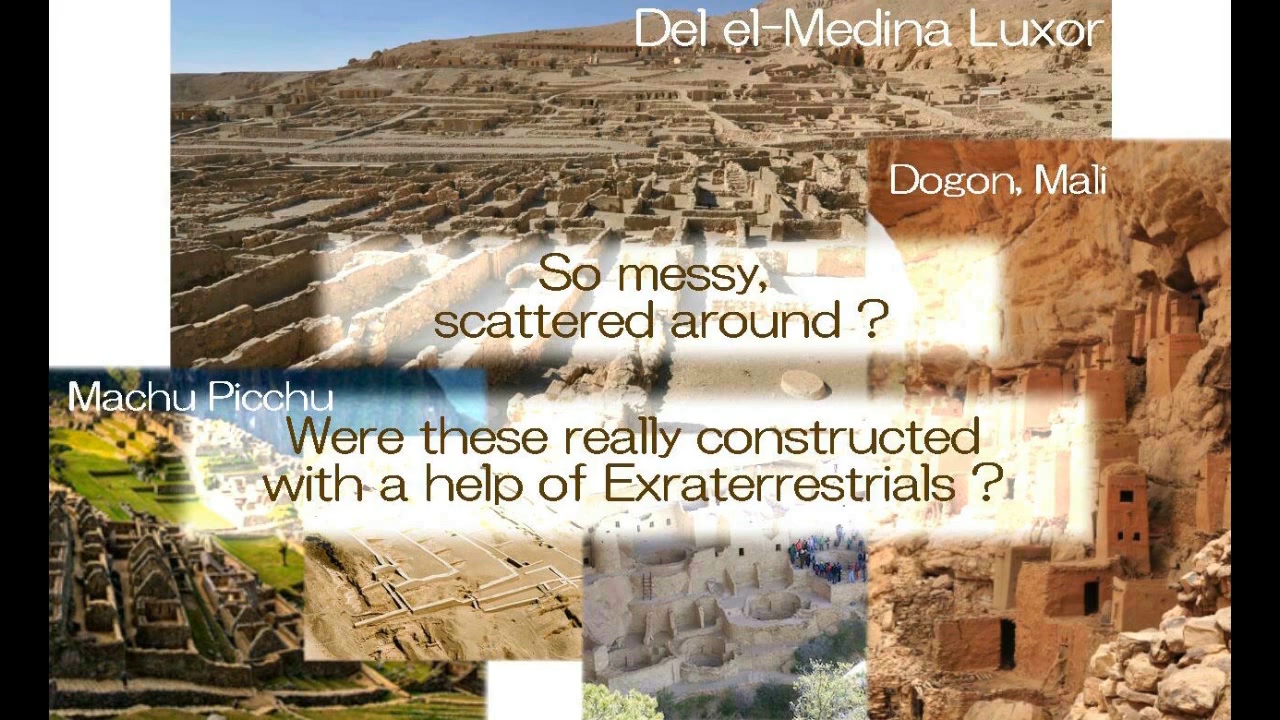 Del el-Medina Luxor
Dogon, Mali
So messy,
scattered around ?
Machu Picchu
Were these really constructed
with a help of Exraterrestrials ?